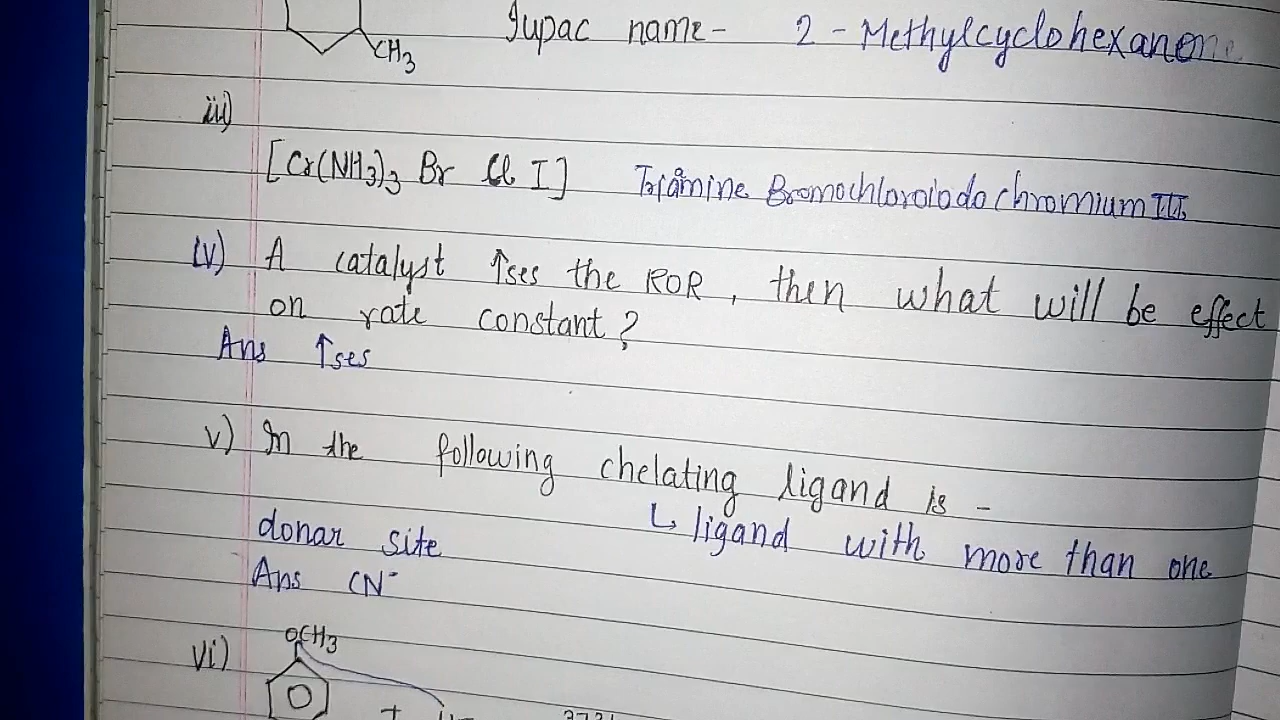 CH3 Iupac name - 2 - Methylcyclohexanone
iii)
[Cr(NH3)3 Br Cl I] Triamine Bromochloroiodo chromium III
(v) A catalyst ↑ses the ROR, then what will be effect
on rate constant?
Ans ↑ses
v) In the following chelating ligand is -
↳ ligand with more than one
donar site
Ans CN-
vi) OCH3
+